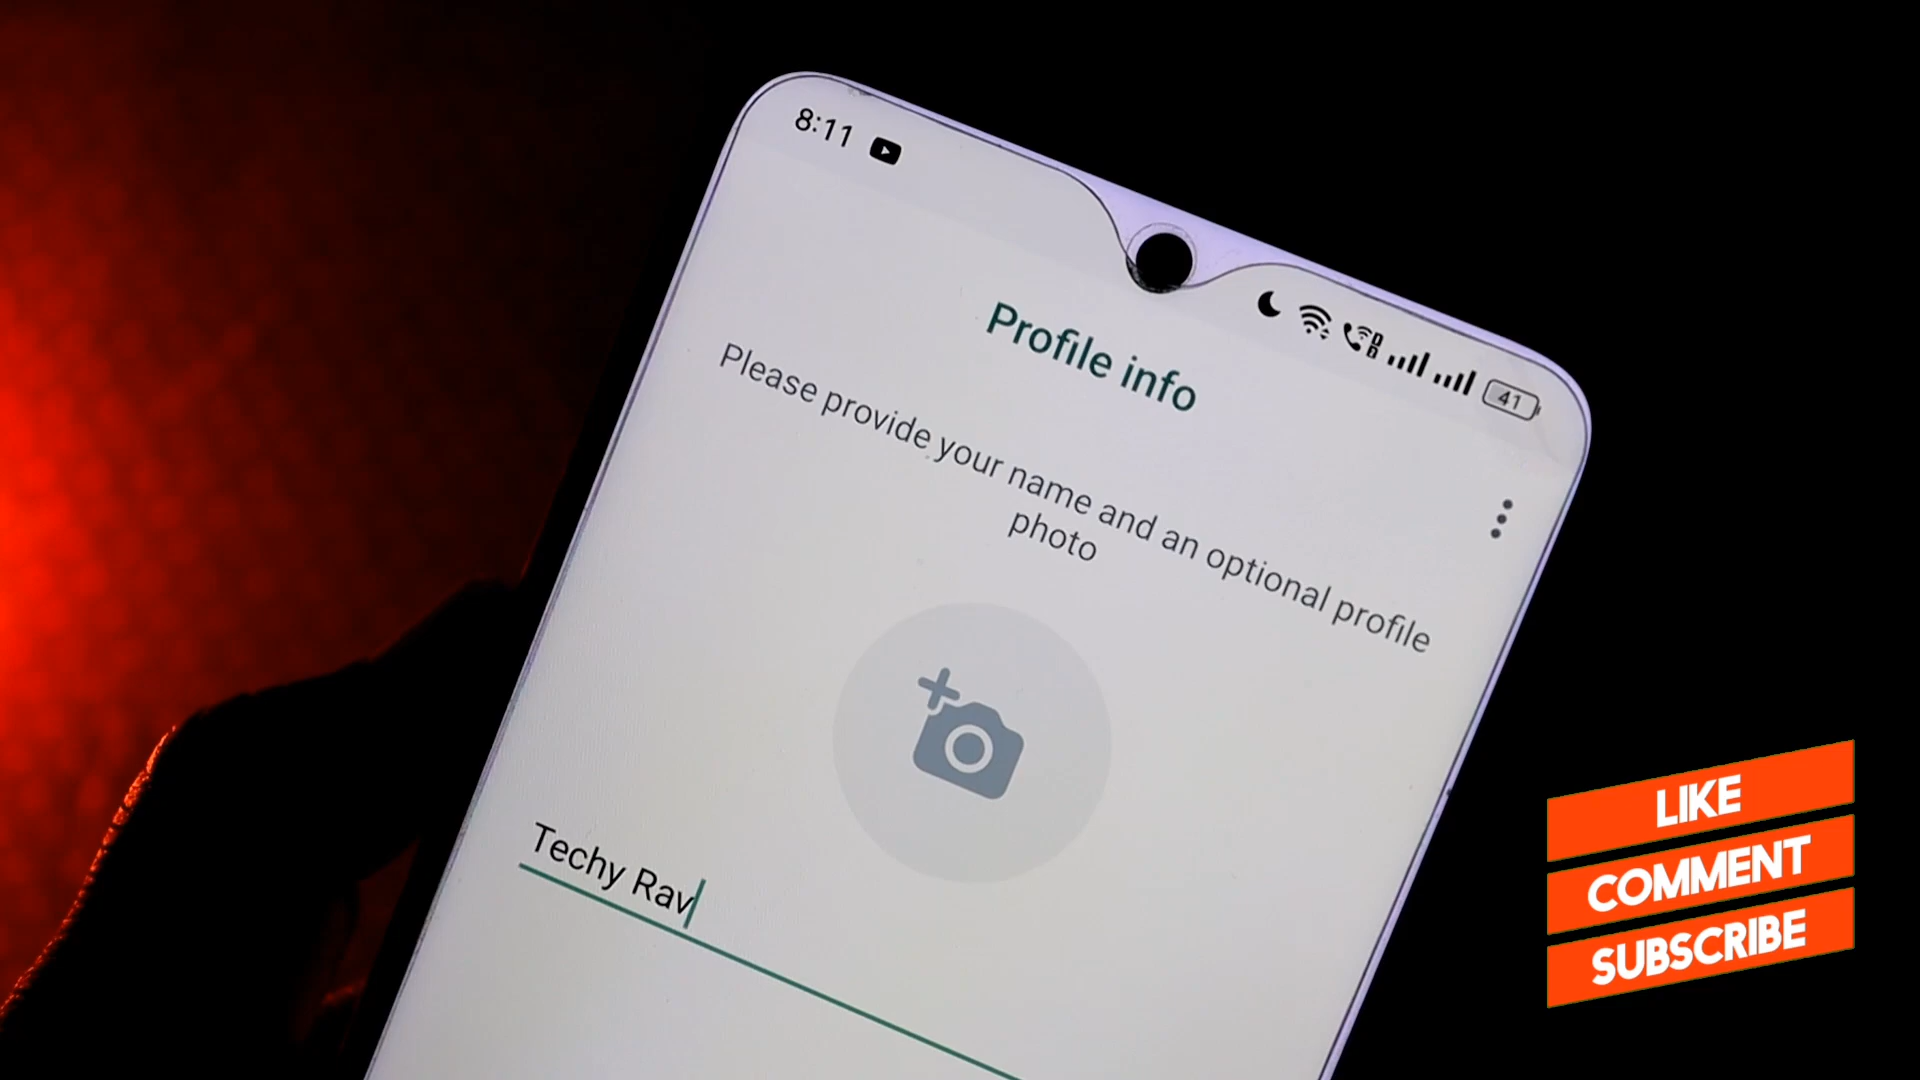 8:11
41
Profile info
Please provide your name and an optional profile
photo
Techy Rav
LIKE
COMMENT
SUBSCRIBE